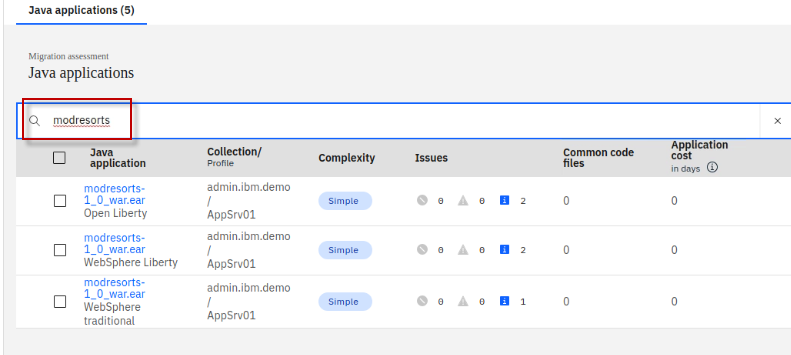 Java applications (5)
Migration assessment
Java applications
modresorts
Java application
Collection/
Profile
Complexity
Issues
Common code files
Application cost
in days
modresorts-
1_0_war.ear
Open Liberty
admin.ibm.demo
/
AppSrv01
Simple
0 0 2
0
0
modresorts-
1_0_war.ear
WebSphere Liberty
admin.ibm.demo
/
AppSrv01
Simple
0 0 2
0
0
modresorts-
1_0_war.ear
WebSphere
traditional
admin.ibm.demo
/
AppSrv01
Simple
0 0 1
0
0